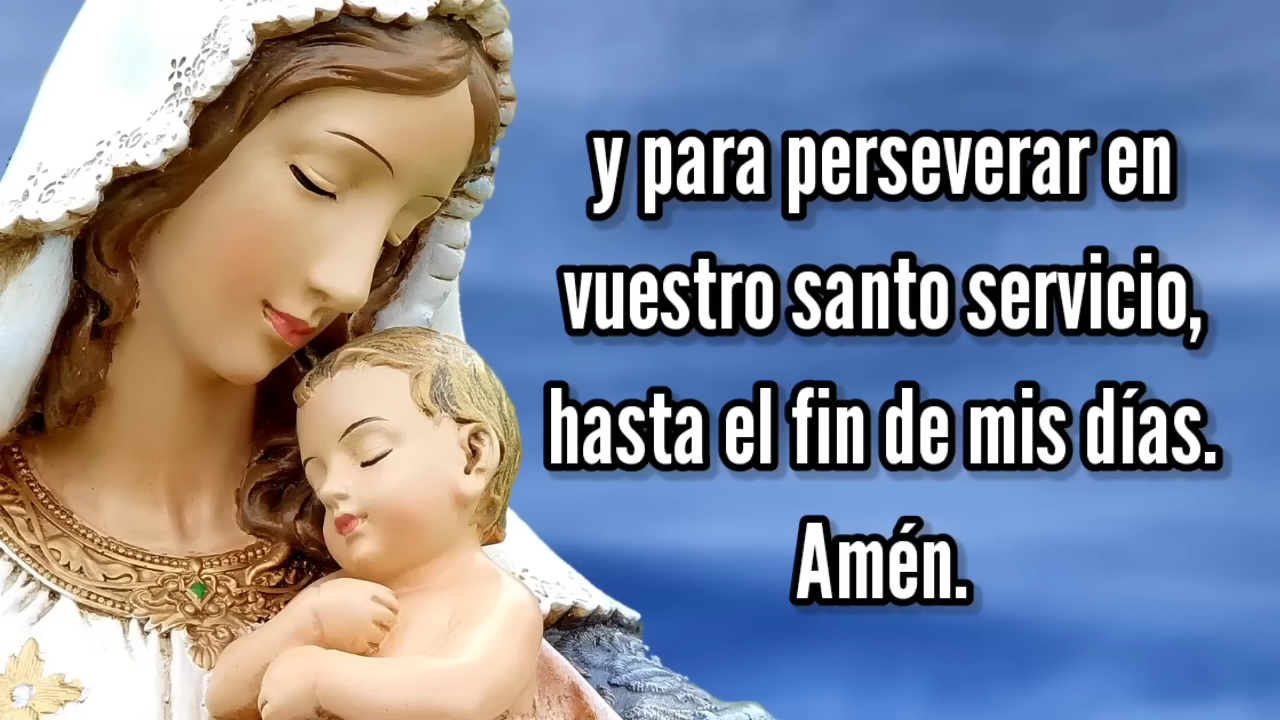 y para perseverar en
vuestro santo servicio,
hasta el fin de mis días.
Amén.